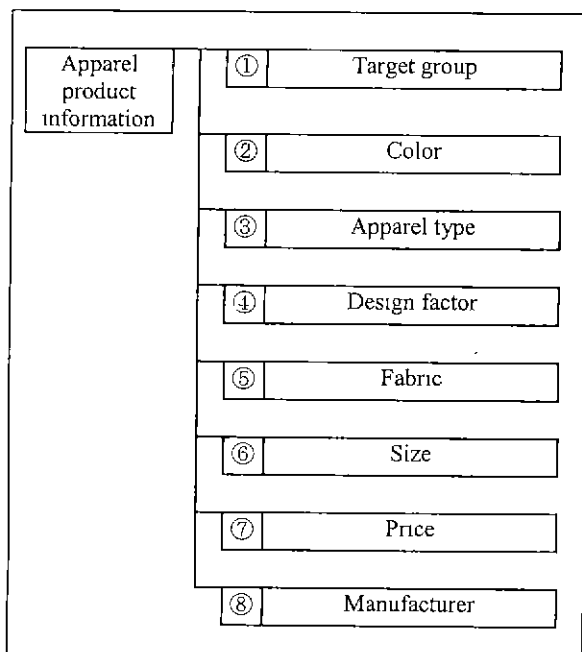 Apparel
product
information
① Target group
② Color
③ Apparel type
④ Design factor
⑤ Fabric
⑥ Size
⑦ Price
⑧ Manufacturer